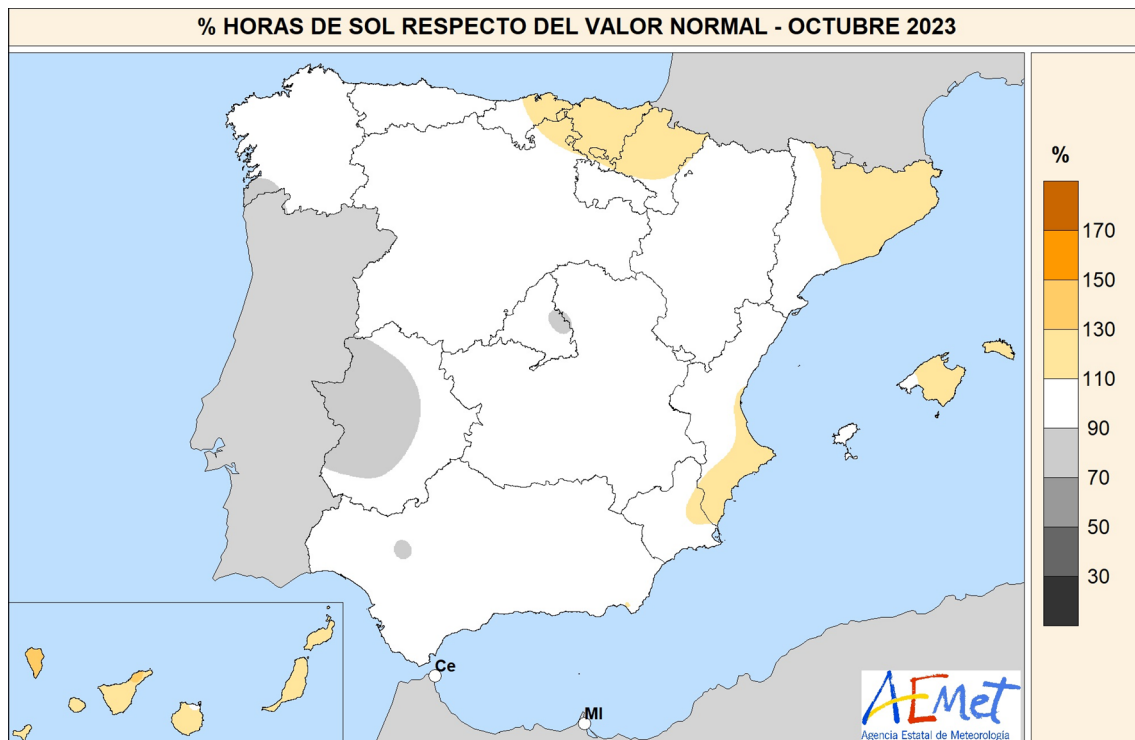 % HORAS DE SOL RESPECTO DEL VALOR NORMAL - OCTUBRE 2023
%
170
150
130
110
90
70
50
30
Ce
Ml
AEMet
Agencia Estatal de Meteorología